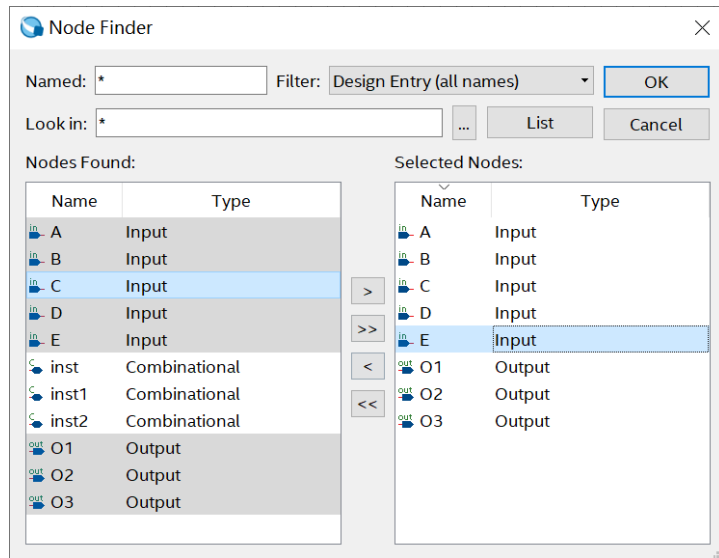 Node Finder
Named: * Filter: Design Entry (all names) OK
Look in: * ... List Cancel
Nodes Found: Selected Nodes:
Name Type Name Type
in A Input in A Input
in B Input in B Input
in C Input > in C Input
in D Input in D Input
in E Input >> in E Input
C inst Combinational < out O1 Output
C inst1 Combinational out O2 Output
C inst2 Combinational << out O3 Output
out O1 Output
out O2 Output
out O3 Output